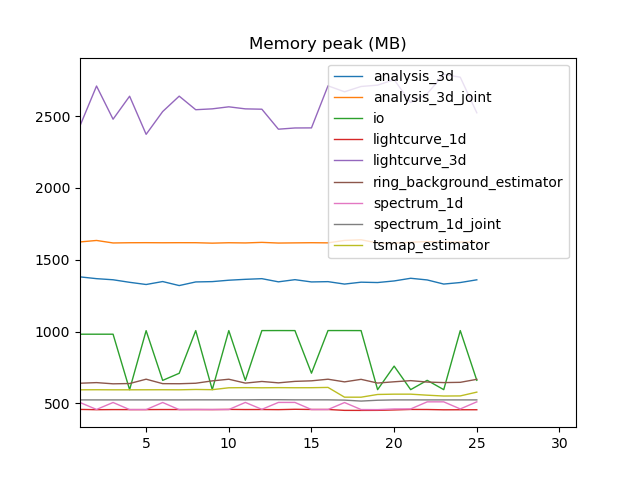 Memory peak (MB)
2500
2000
1500
1000
500
analysis_3d
analysis_3d_joint
io
lightcurve_1d
lightcurve_3d
ring_background_estimator
spectrum_1d
spectrum_1d_joint
tsmap_estimator
5 10 15 20 25 30